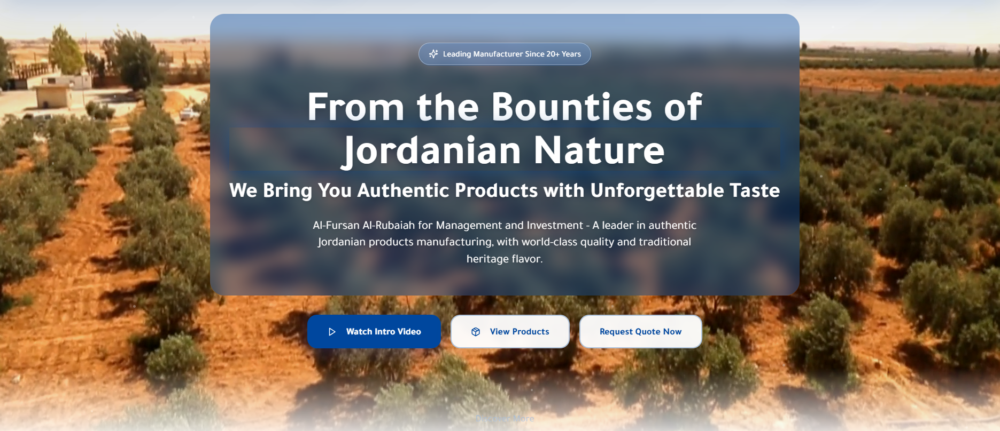 Leading Manufacturer Since 20+ Years
From the Bounties of
Jordanian Nature
We Bring You Authentic Products with Unforgettable Taste
Al-Fursan Al-Rubaiah for Management and Investment - A leader in authentic
Jordanian products manufacturing, with world-class quality and traditional
heritage flavor.
Watch Intro Video
View Products
Request Quote Now
More